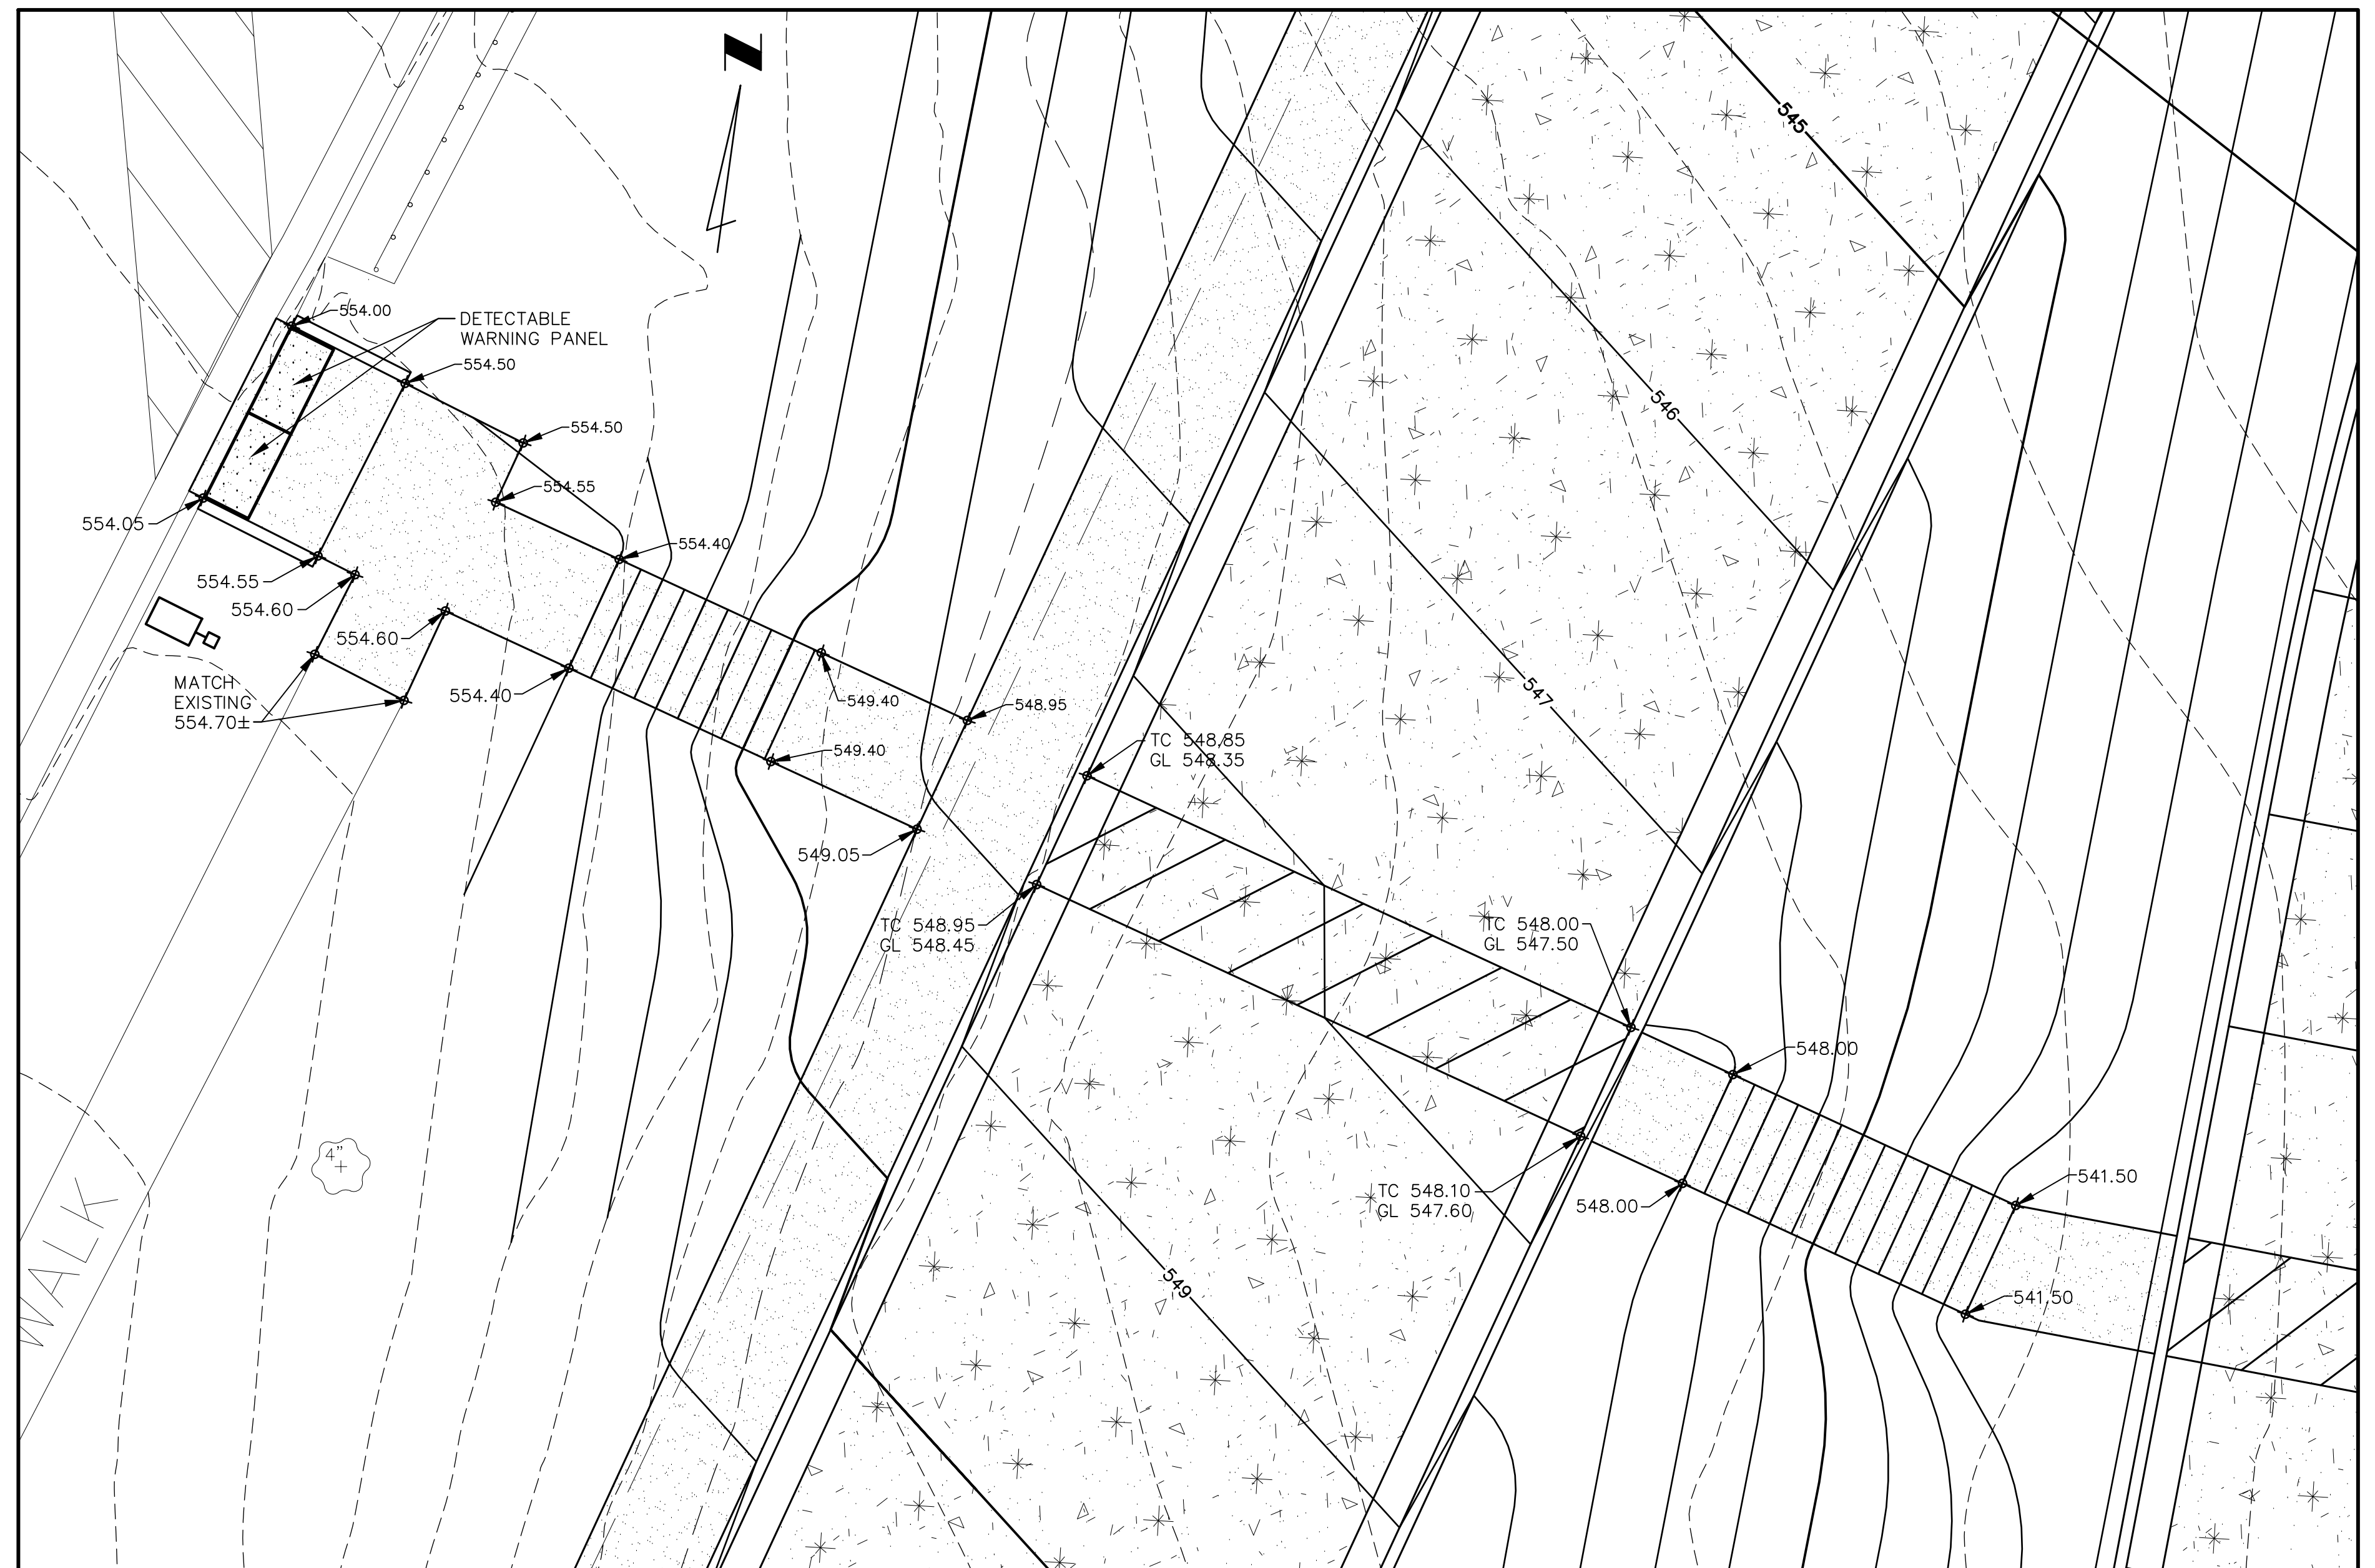 N
545
554.00
DETECTABLE
WARNING PANEL
554.50
546
554.50
554.55
554.05
554.40
554.55
554.60
554.60
547
MATCH
EXISTING
554.70±
554.40
549.40
548.95
549.40
TC 548.85
GL 548.35
549.05
TC 548.95
GL 548.45
TC 548.00
GL 547.50
548.00
4"
WALK
TC 548.10
GL 547.60
548.00
541.50
549
541.50